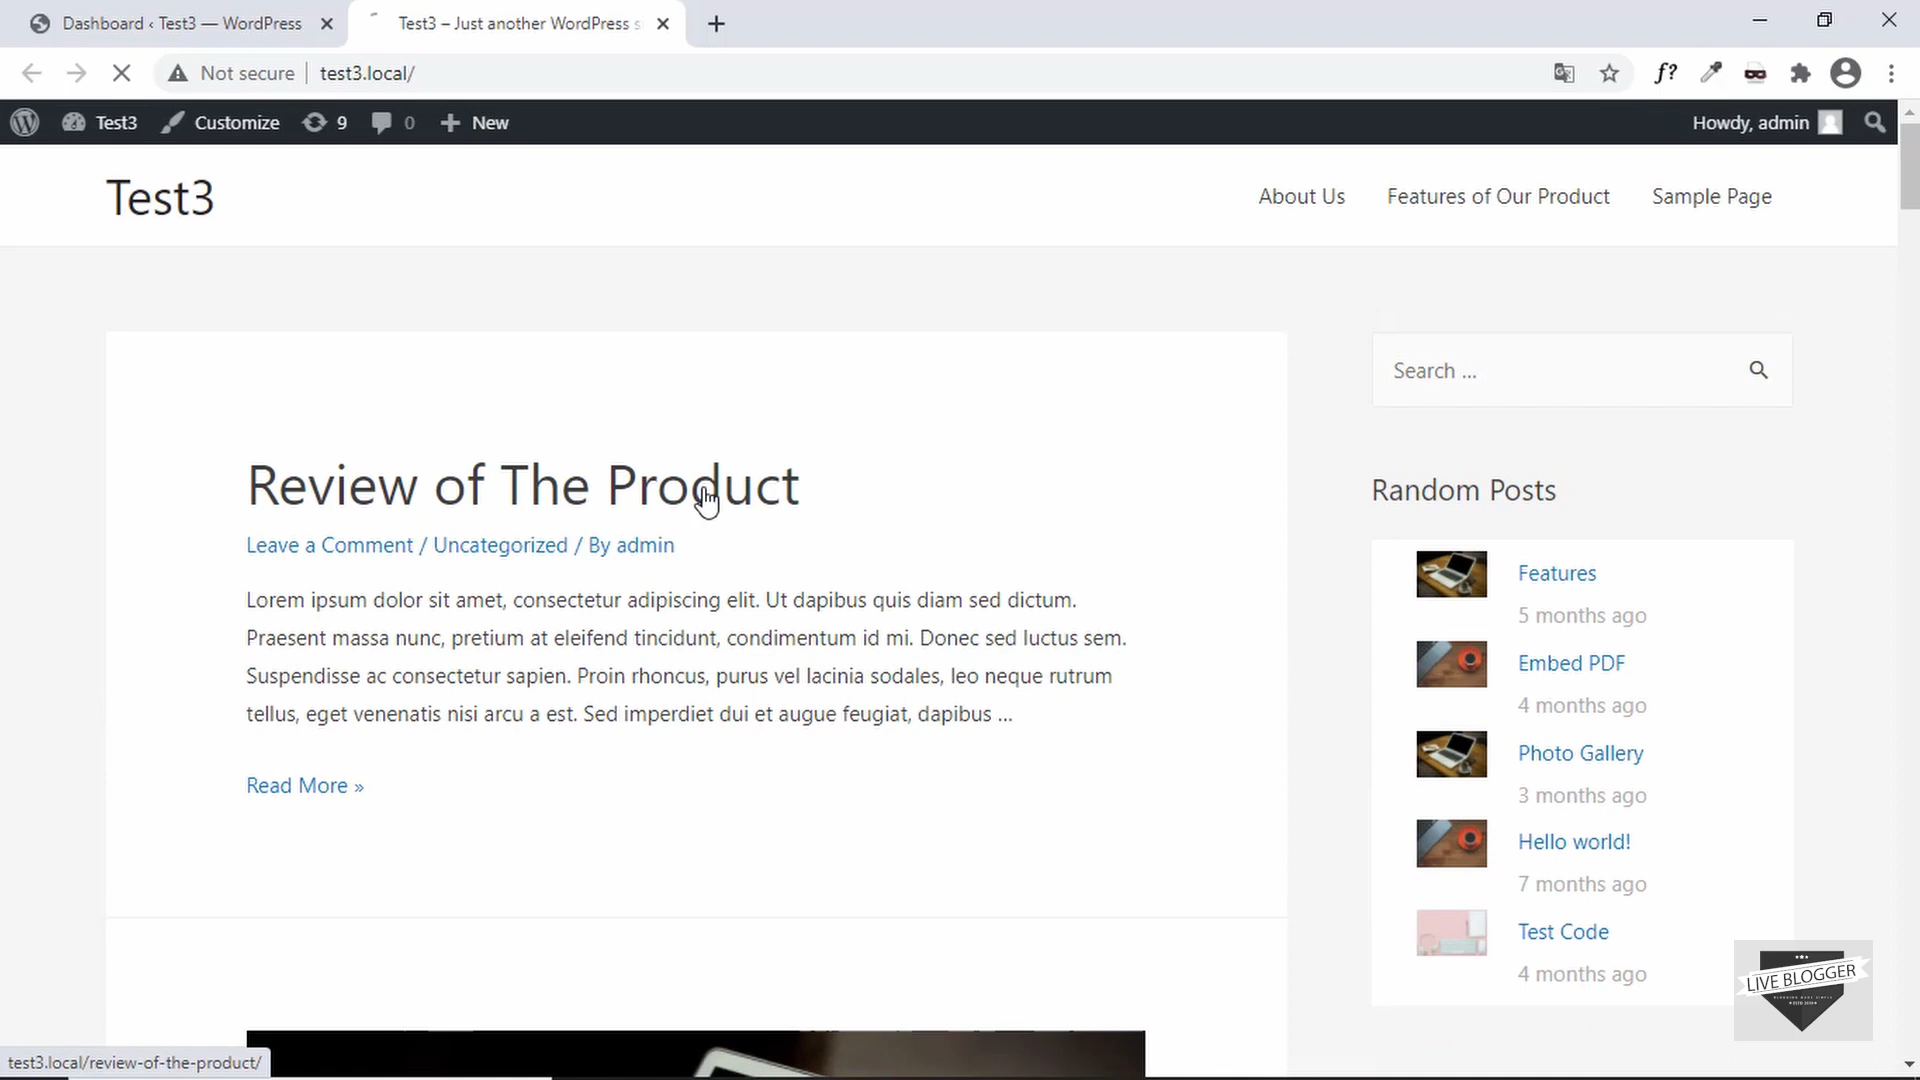 Dashboard ‹ Test3 — WordPress
Test3 – Just another WordPress s
Not secure
test3.local/
f?
Test3
Customize
9
0
New
Howdy, admin
Test3
About Us
Features of Our Product
Sample Page
Review of The Product
Leave a Comment / Uncategorized / By admin
Lorem ipsum dolor sit amet, consectetur adipiscing elit. Ut dapibus quis diam sed dictum.
Praesent massa nunc, pretium at eleifend tincidunt, condimentum id mi. Donec sed luctus sem.
Suspendisse ac consectetur sapien. Proin rhoncus, purus vel lacinia sodales, leo neque rutrum
tellus, eget venenatis nisi arcu a est. Sed imperdiet dui et augue feugiat, dapibus ...
Read More »
Search ...
Random Posts
Features
5 months ago
Embed PDF
4 months ago
Photo Gallery
3 months ago
Hello world!
7 months ago
Test Code
4 months ago
LIVE BLOGGER
test3.local/review-of-the-product/